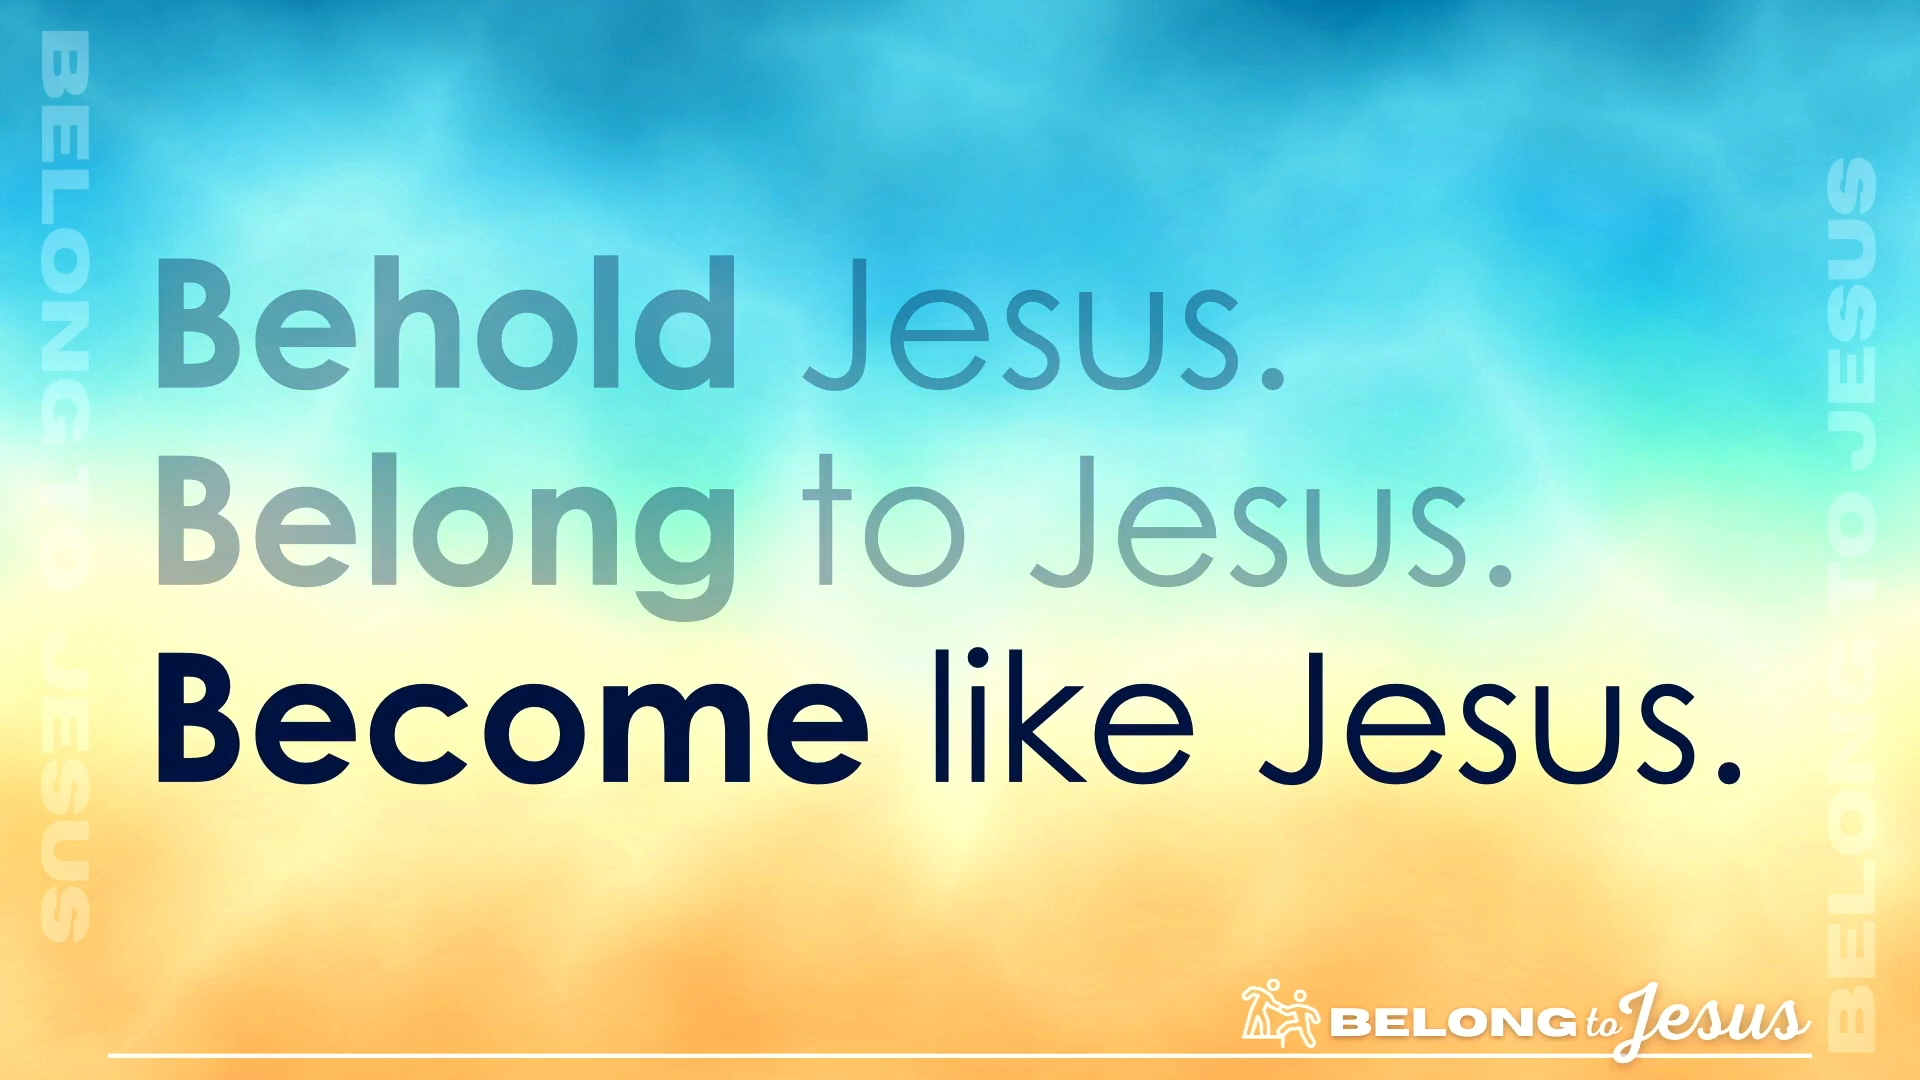 BELONG TO JESUS
Behold Jesus.
Belong to Jesus.
Become like Jesus.
BELONG to Jesus
BELONG TO JESUS